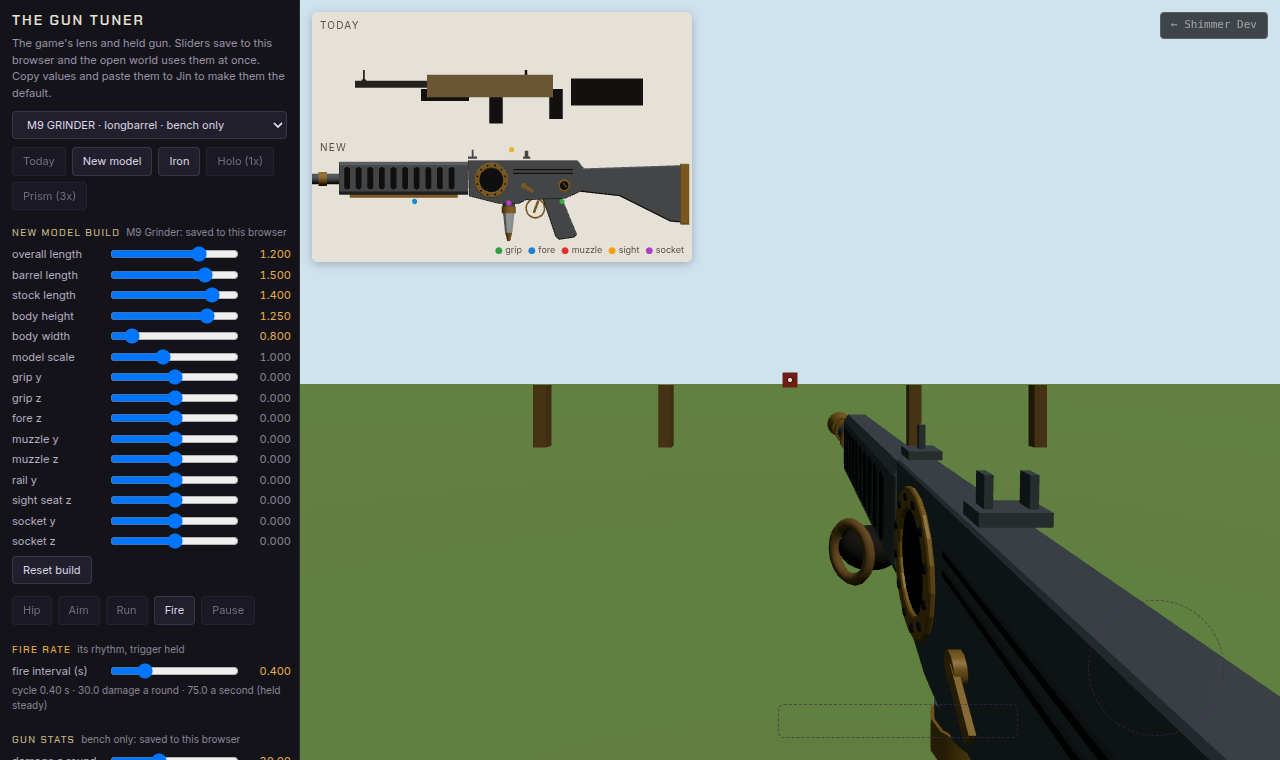 THE GUN TUNER
The game's lens and held gun. Sliders save to this
browser and the open world uses them at once.
Copy values and paste them to Jin to make them the
default.
M9 GRINDER · longbarrel · bench only
Today New model Iron Holo (1x)
Prism (3x)
NEW MODEL BUILD M9 Grinder: saved to this browser
overall length 1.200
barrel length 1.500
stock length 1.400
body height 1.250
body width 0.800
model scale 1.000
grip y 0.000
grip z 0.000
fore z 0.000
muzzle y 0.000
muzzle z 0.000
rail y 0.000
sight seat z 0.000
socket y 0.000
socket z 0.000
Reset build
Hip Aim Run Fire Pause
FIRE RATE its rhythm, trigger held
fire interval (s) 0.400
cycle 0.40 s · 30.0 damage a round · 75.0 a second (held
steady)
GUN STATS bench only: saved to this browser
damage a round 30.00
TODAY
NEW
grip fore muzzle sight socket
← Shimmer Dev